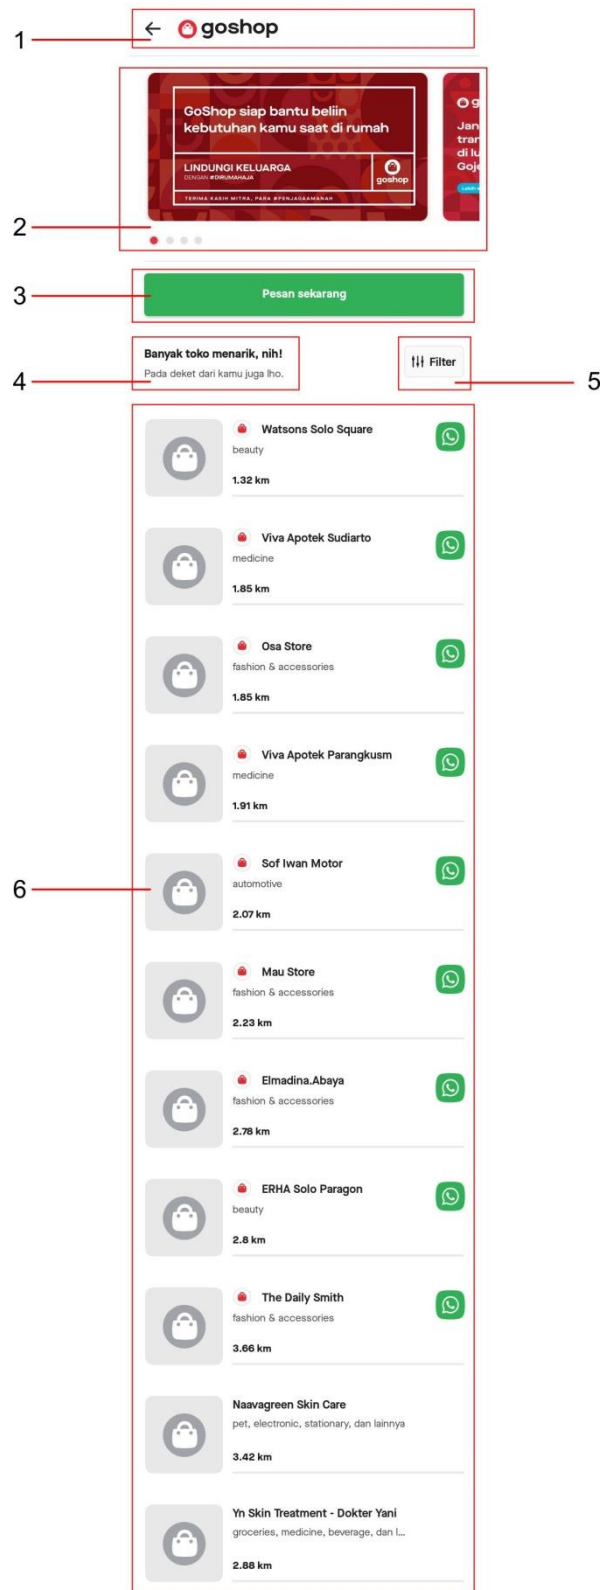 1
goshop
GoShop siap bantu beliin
kebutuhan kamu saat di rumah
LINDUNGI KELUARGA
DENGAN #DRUMAHAJA
goshop
TERIMA KASIH MITRA, PARA #PENJAGAAMANAH
Jan
tran
di lu
Goje
2
3
Pesan sekarang
Banyak toko menarik, nih!
Pada deket dari kamu juga lho.
4
Filter
5
Watsons Solo Square
beauty
1.32 km
Viva Apotek Sudiarto
medicine
1.85 km
Osa Store
fashion & accessories
1.85 km
Viva Apotek Parangkusm
medicine
1.91 km
6
Sof Iwan Motor
automotive
2.07 km
Mau Store
fashion & accessories
2.23 km
Elmadina.Abaya
fashion & accessories
2.78 km
ERHA Solo Paragon
beauty
2.8 km
The Daily Smith
fashion & accessories
3.66 km
Naavagreen Skin Care
pet, electronic, stationary, dan lainnya
3.42 km
Yn Skin Treatment - Dokter Yani
groceries, medicine, beverage, dan l...
2.88 km